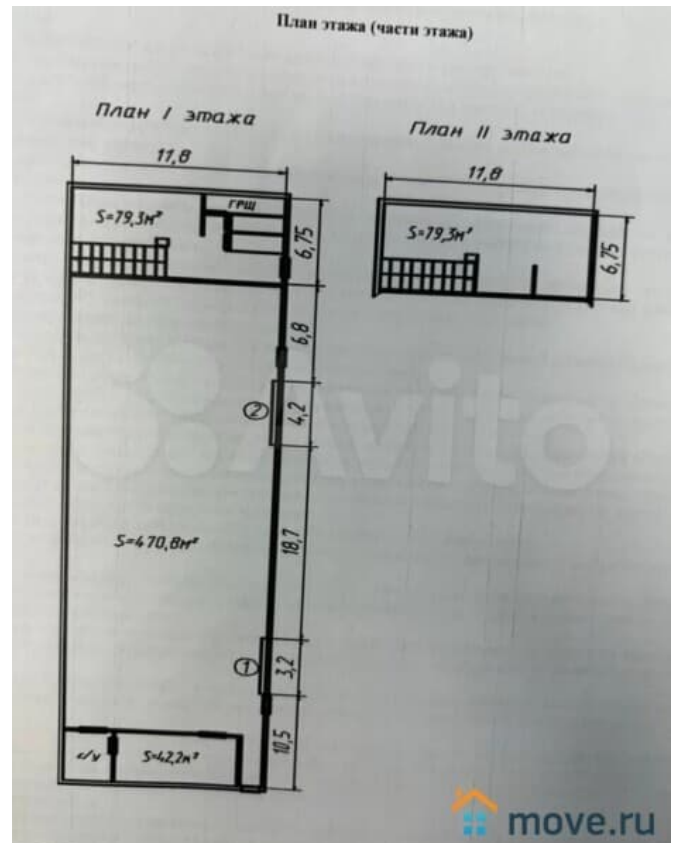 План этажа (части этажа)
План I этажа
План II этажа
11,8
11,8
S=79,3м²
ГРЩ
6,75
S=79,3м²
6,75
6,8
2
4,2
Avito
S=470,8м²
18,7
1
3,2
10,5
с/у
S=42,2м²
move.ru